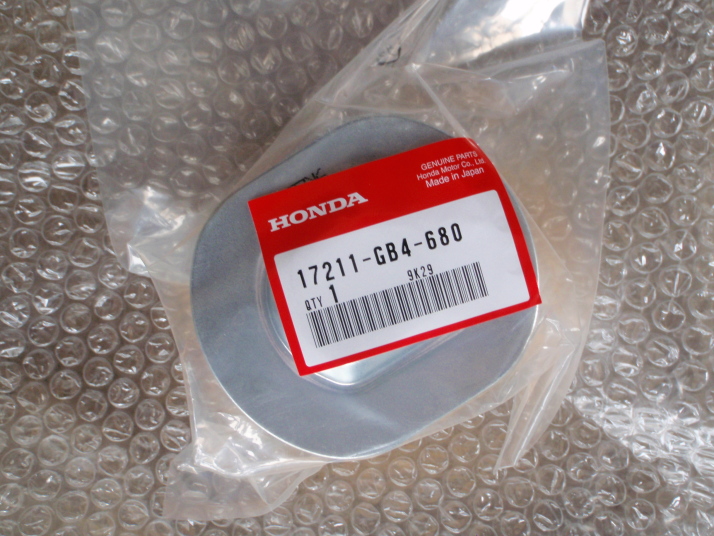 GENUINE PARTS
Honda Motor Co., Ltd.
Made in Japan
HONDA
17211-GB4-680
9K29
QTY 1